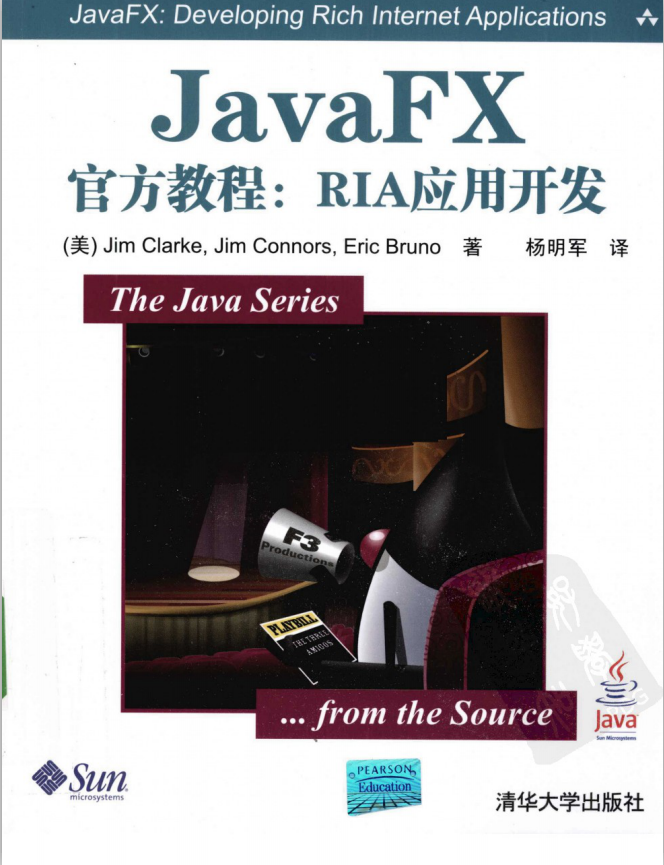 JavaFX: Developing Rich Internet Applications
JavaFX
官方教程：RIA应用开发
(美) Jim Clarke, Jim Connors, Eric Bruno 著 杨明军 译
The Java Series
F3
Productions
PLAYBILL
THE THREE
AMIGOS
... from the Source
Java
Sun Microsystems
Sun
microsystems
PEARSON
Education
清华大学出版社